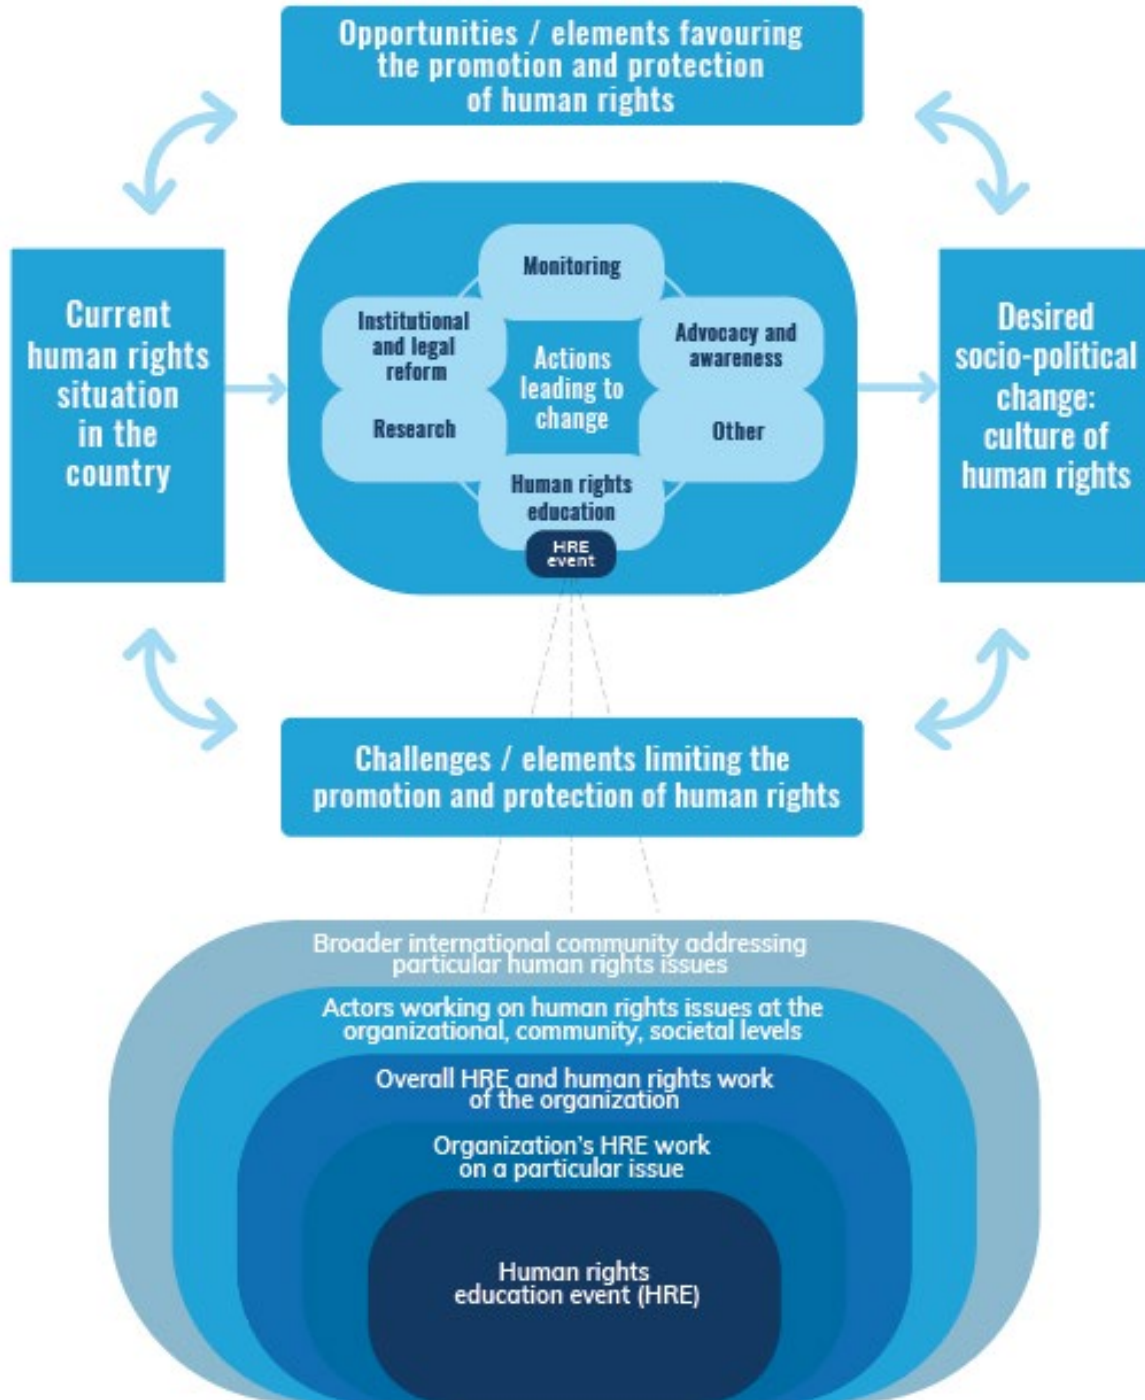 Opportunities / elements favouring
the promotion and protection
of human rights
Current
human rights
situation
in the
country
Monitoring
Institutional
and legal
reform
Advocacy and
awareness
Actions
leading to
change
Research
Other
Human rights
education
HRE
event
Desired
socio-political
change:
culture of
human rights
Challenges / elements limiting the
promotion and protection of human rights
Broader international community addressing
particular human rights issues
Actors working on human rights issues at the
organizational, community, societal levels
Overall HRE and human rights work
of the organization
Organization's HRE work
on a particular issue
Human rights
education event (HRE)